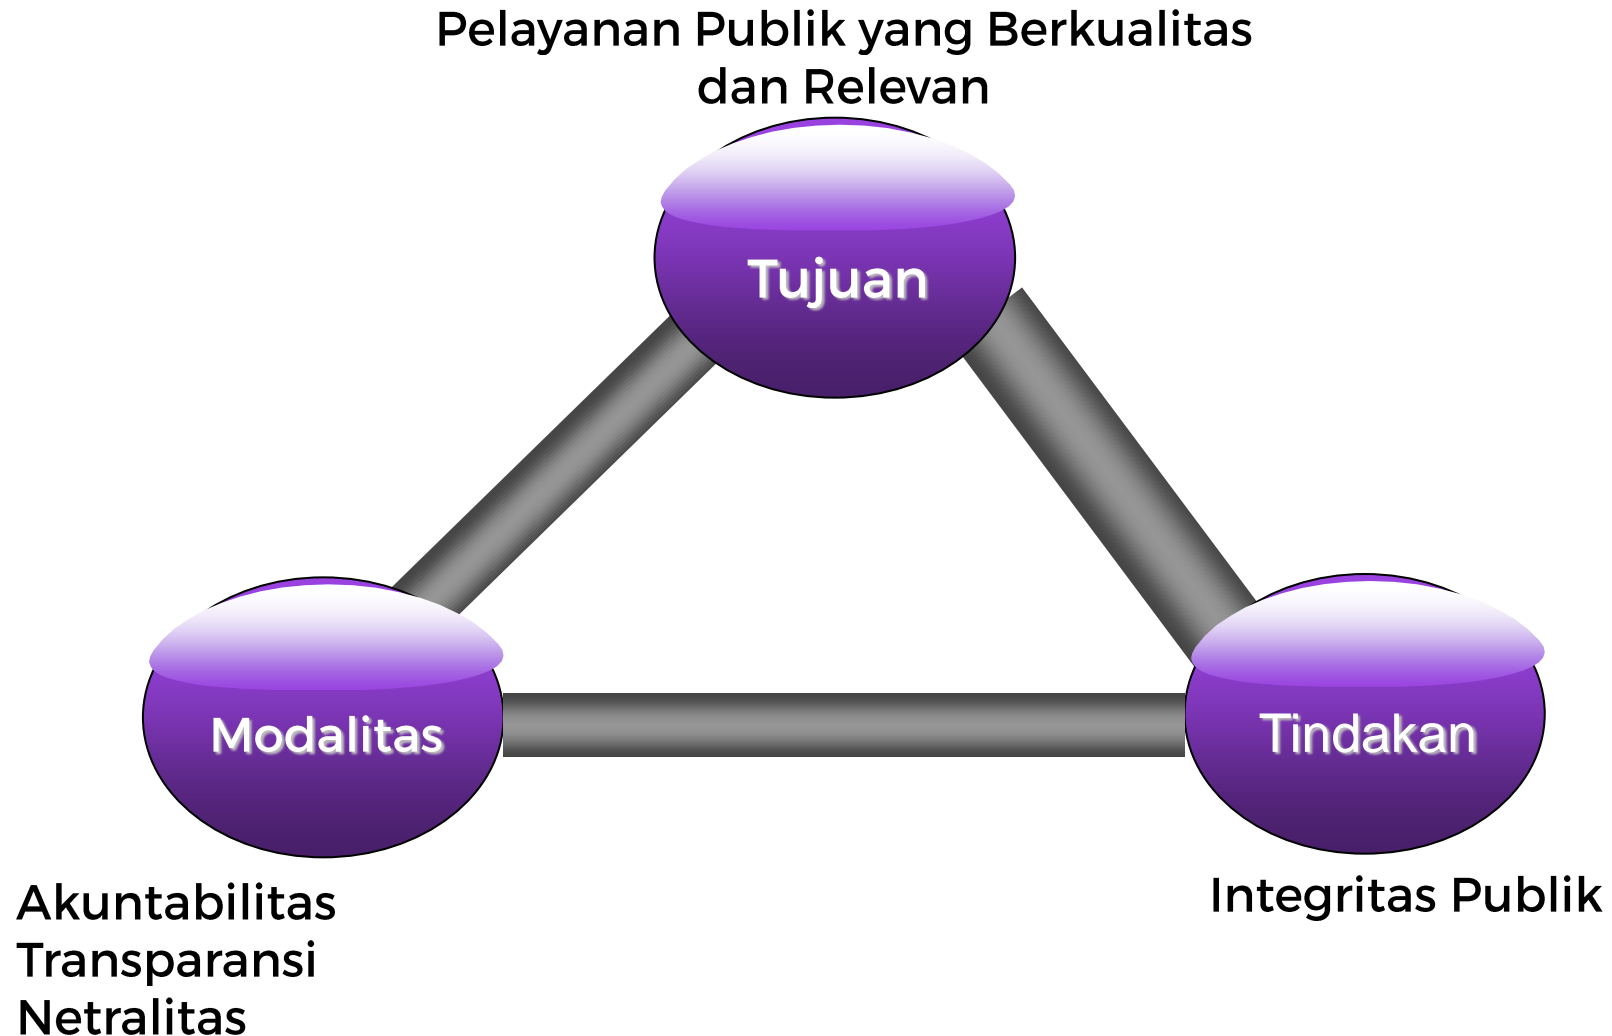 Pelayanan Publik yang Berkualitas
dan Relevan
Tujuan
Modalitas
Tindakan
Akuntabilitas
Transparansi
Netralitas
Integritas Publik